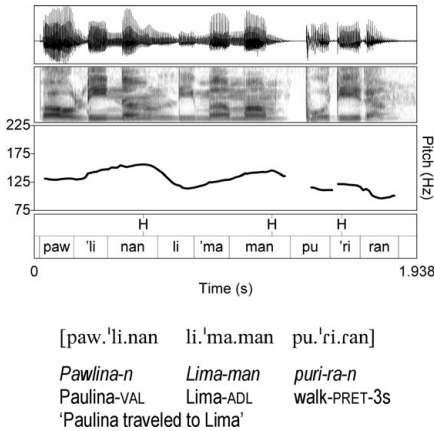 225
175
125
75
Pitch (Hz)
H H H
paw 'li nan li 'ma man pu 'ri ran
0 1.938
Time (s)
[paw.ˈli.nan li.ˈma.man pu.ˈɾi.ɾan]
Pawlina-n Lima-man puri-ra-n
Paulina-VAL Lima-ADL walk-PRET-3s
‘Paulina traveled to Lima’